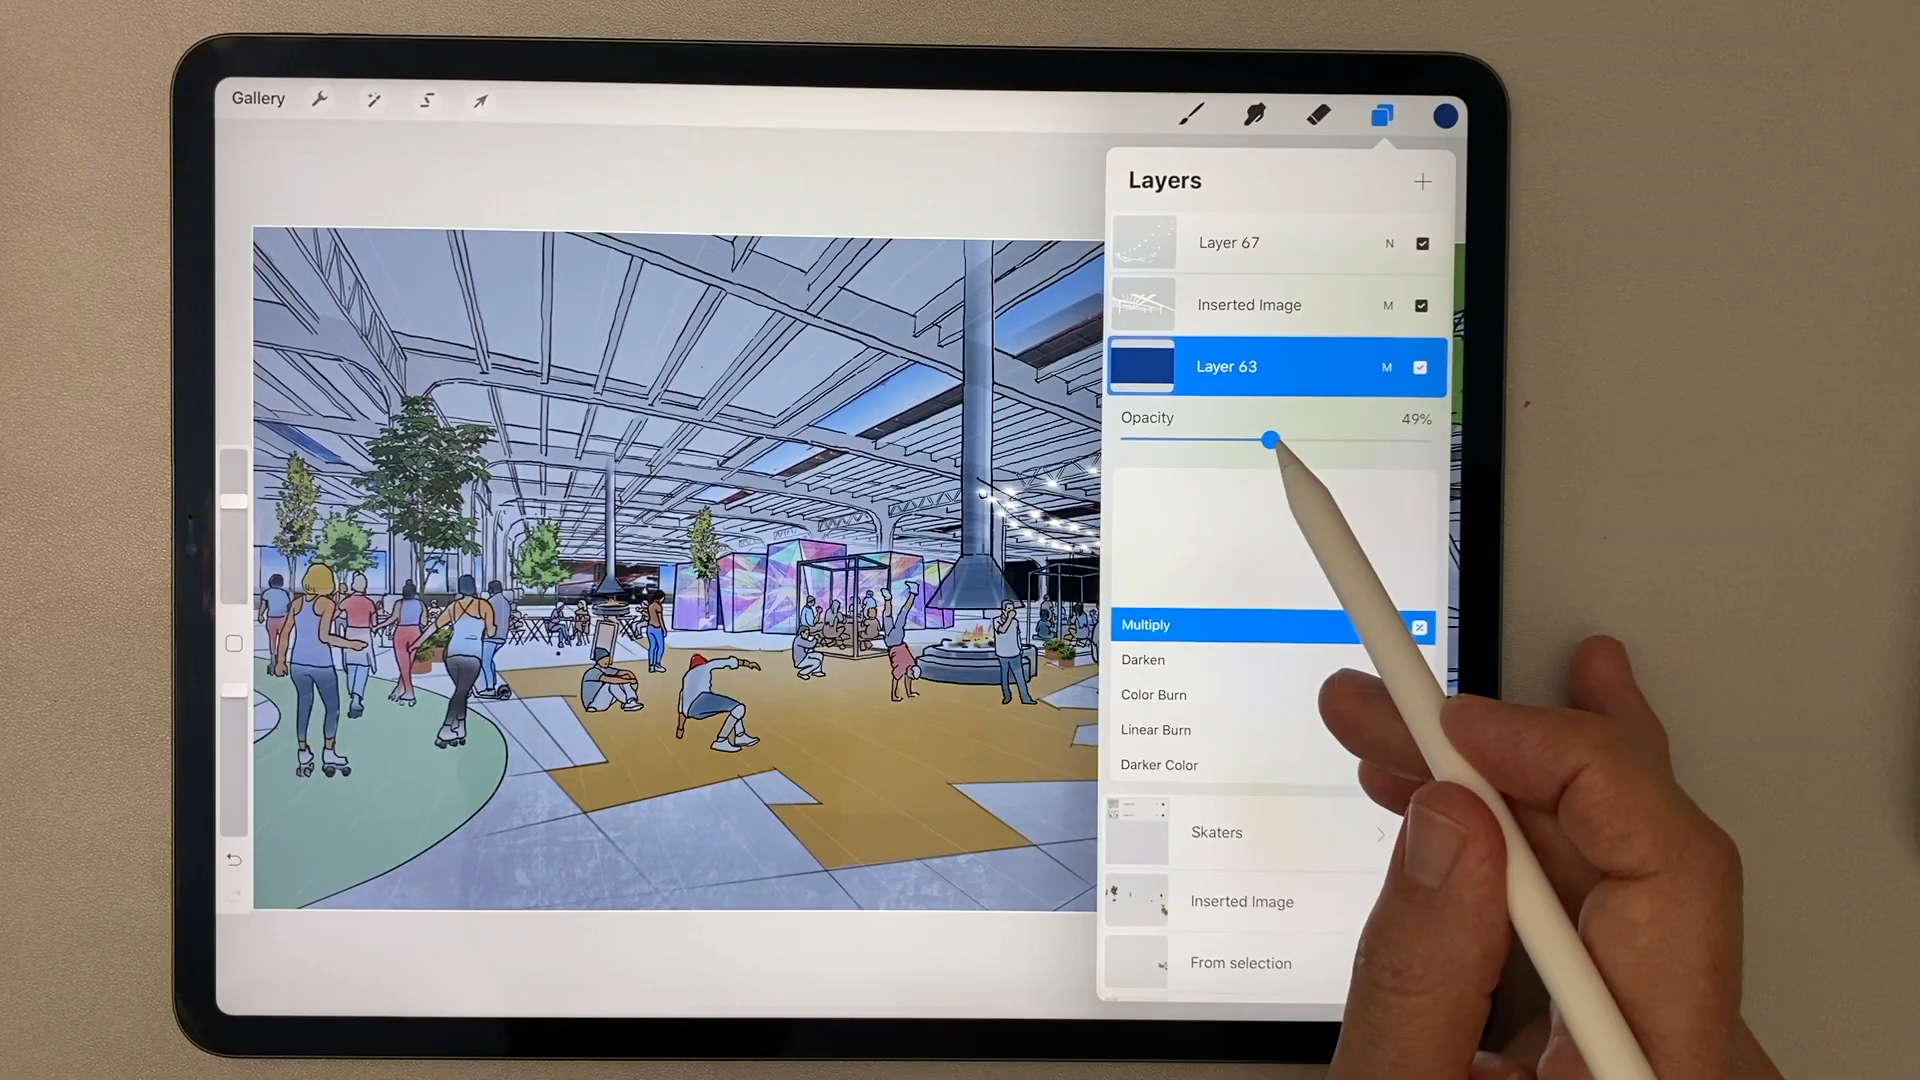 Gallery
Layers
Layer 67 N
Inserted Image M
Layer 63 M
Opacity 49%
Multiply
Darken
Color Burn
Linear Burn
Darker Color
Skaters
Inserted Image
From selection